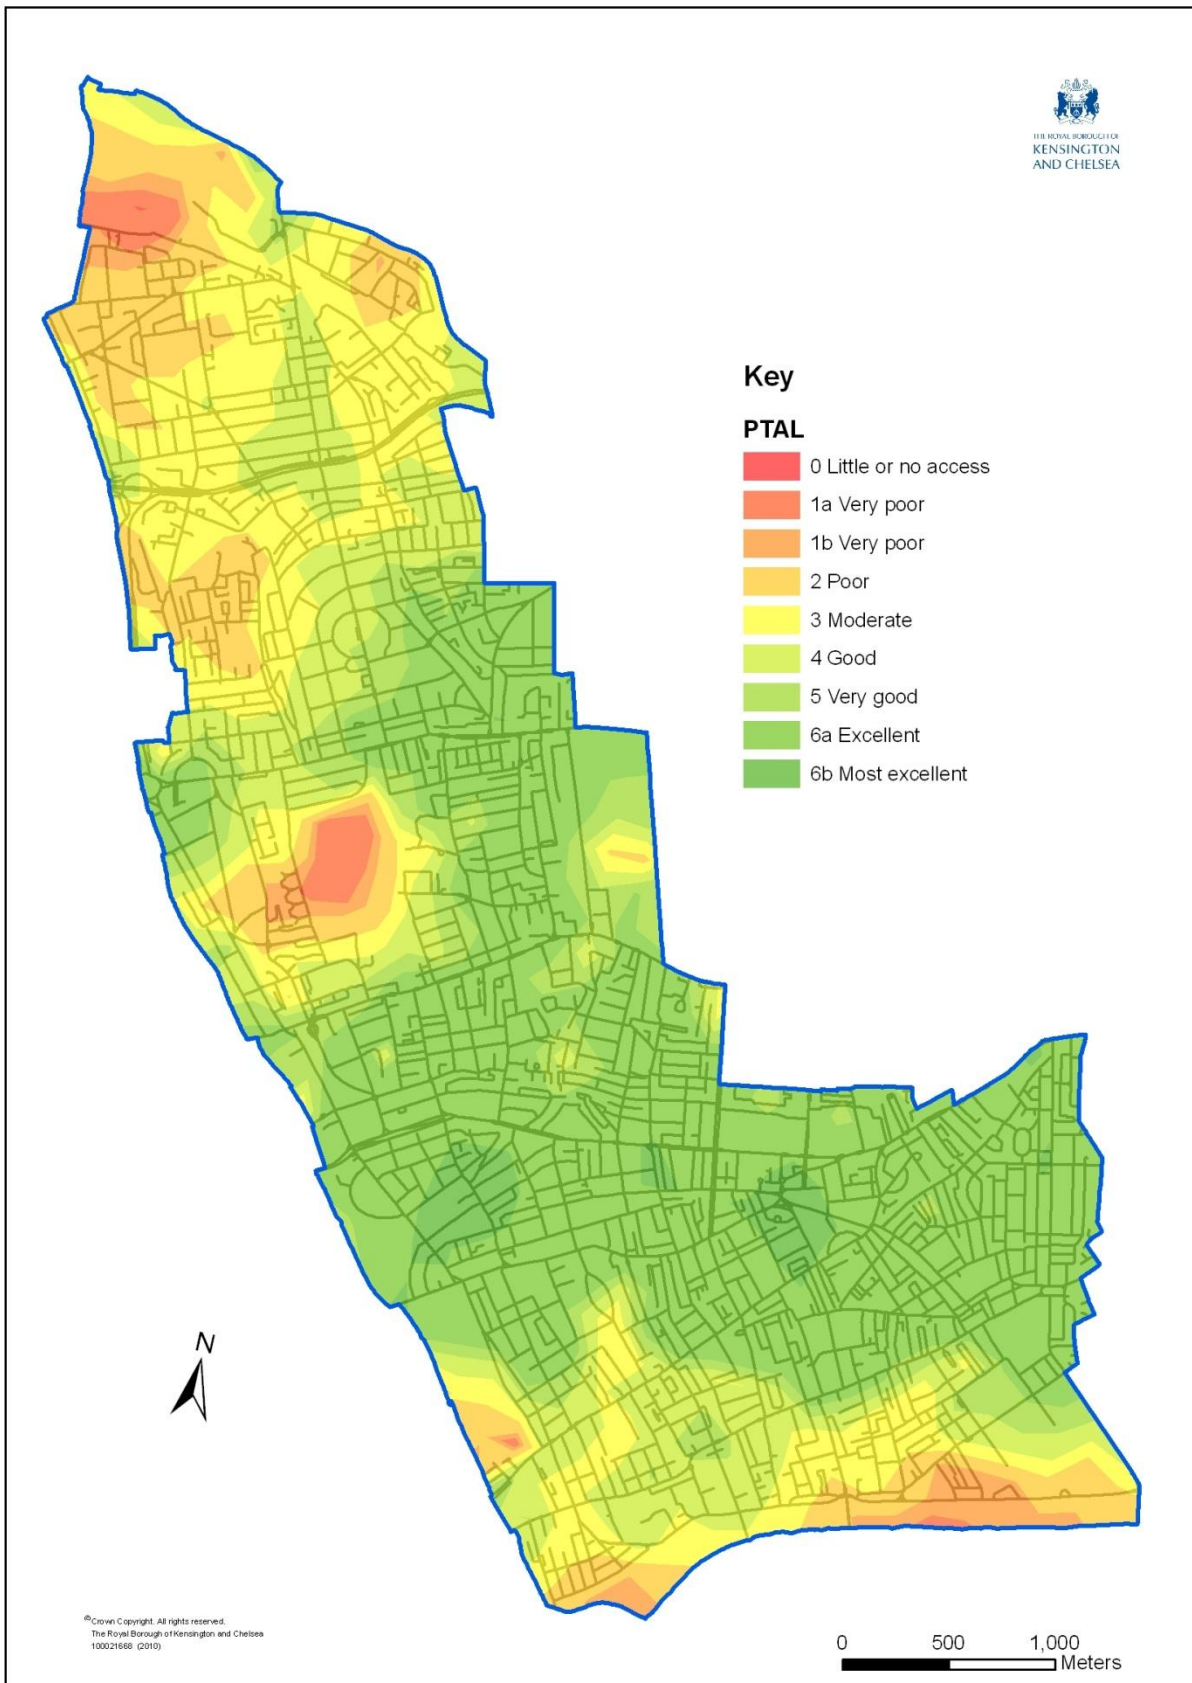 THE ROYAL BOROUGH OF
KENSINGTON
AND CHELSEA
Key
PTAL
0 Little or no access
1a Very poor
1b Very poor
2 Poor
3 Moderate
4 Good
5 Very good
6a Excellent
6b Most excellent
N
Crown Copyright. All rights reserved.
The Royal Borough of Kensington and Chelsea
100021668 (2010)
0 500 1,000
Meters